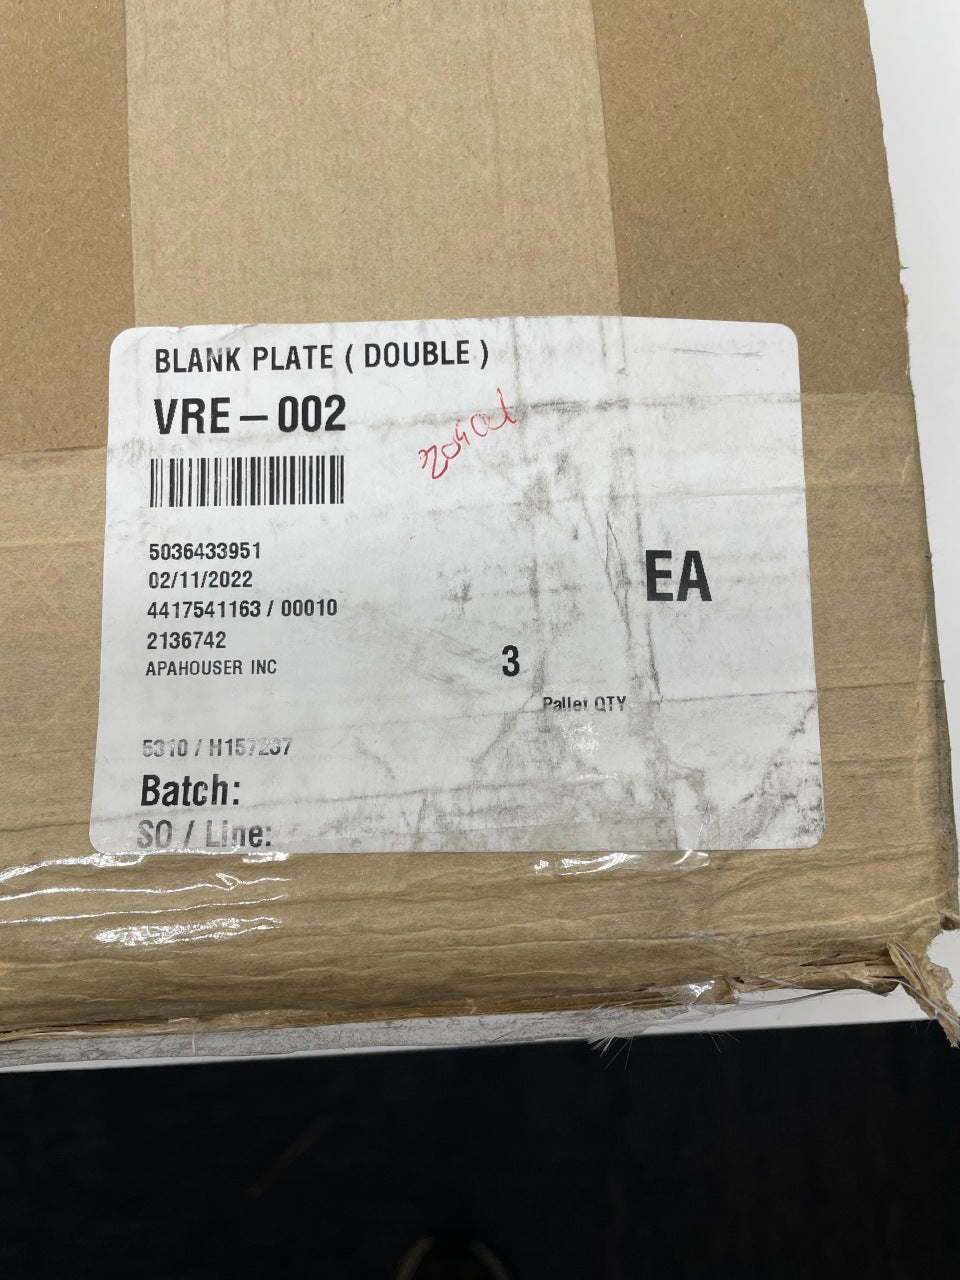 BLANK PLATE ( DOUBLE )
VRE-002
5036433951
02/11/2022
4417541163 / 00010
EA
2136742
APAHOUSER INC
3
Pallet QTY
5310 / H157237
Batch:
SO / Line: